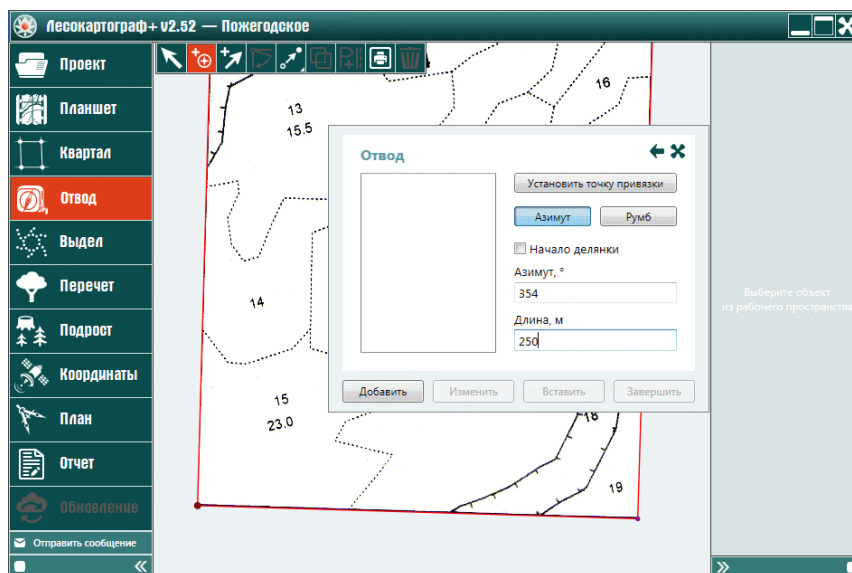 Лесокартограф+ v2.52 — Пожегодское
Проект
Планшет
Квартал
Отвод
Выдел
Перечет
Подрост
Координаты
План
Отчет
Обновление
Отправить сообщение
13
15.5
16
14
15
23.0
18
19
Отвод
Установить точку привязки
Азимут
Румб
Начало делянки
Азимут, °
354
Длина, м
250
Добавить
Изменить
Вставить
Завершить
Выберите объект
из рабочего пространства